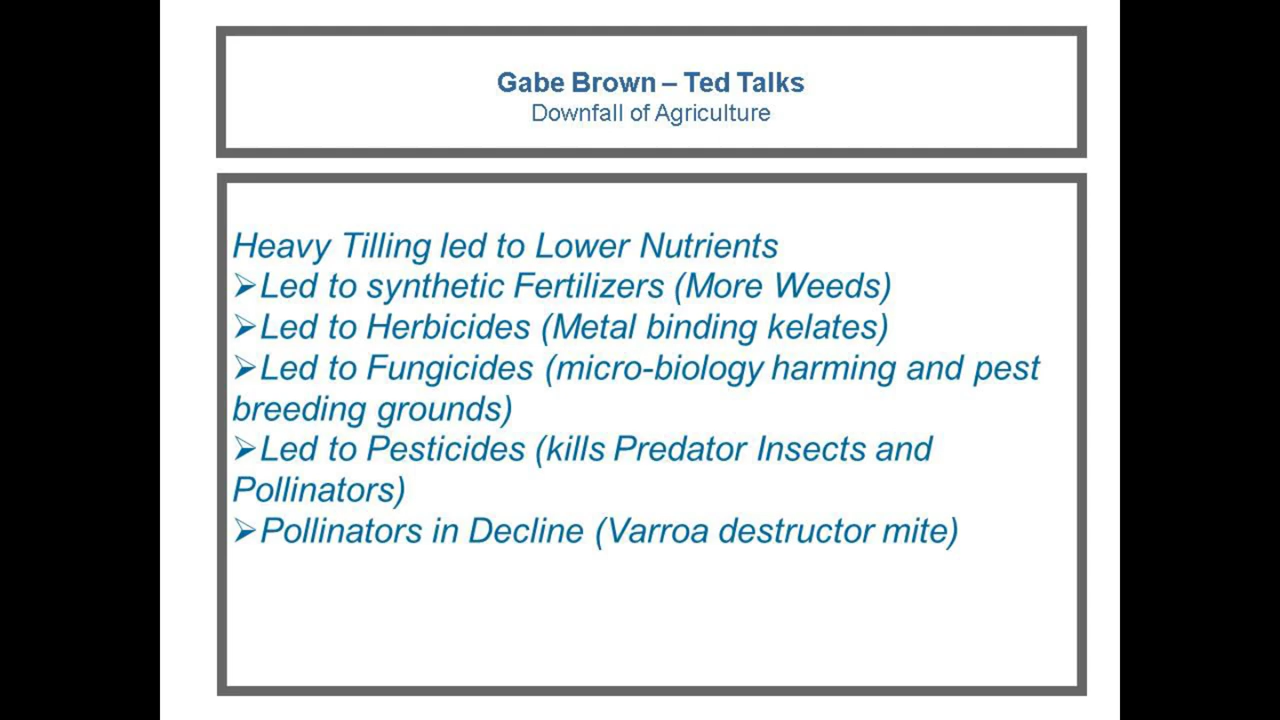 Gabe Brown – Ted Talks
Downfall of Agriculture
Heavy Tilling led to Lower Nutrients
➢Led to synthetic Fertilizers (More Weeds)
➢Led to Herbicides (Metal binding kelates)
➢Led to Fungicides (micro-biology harming and pest
breeding grounds)
➢Led to Pesticides (kills Predator Insects and
Pollinators)
➢Pollinators in Decline (Varroa destructor mite)